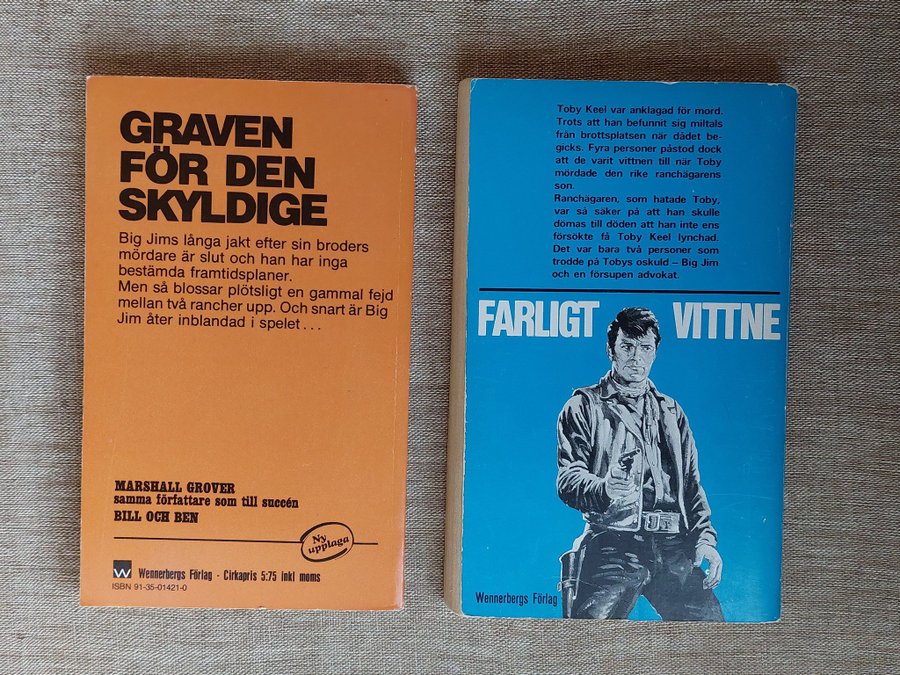 GRAVEN
FÖR DEN
SKYLDIGE
Big Jims långa jakt efter sin broders
mördare är slut och han har inga
bestämda framtidsplaner.
Men så blossar plötsligt en gammal fejd
mellan två rancher upp. Och snart är Big
Jim åter inblandad i spelet . . .
MARSHALL GROVER
samma författare som till succén
BILL OCH BEN
Ny
upplaga
W Wennerbergs Förlag · Cirkapris 5:75 inkl moms
ISBN 91-35-01421-0
Toby Keel var anklagad för mord.
Trots att han befunnit sig miltals
från brottsplatsen när dådet be-
gicks. Fyra personer påstod dock
att de varit vittnen till när Toby
mördade den rike ranchägarens
son.
Ranchägaren, som hatade Toby,
var så säker på att han skulle
dömas till döden att han inte ens
försökte få Toby Keel lynchad.
Det var bara två personer som
trodde på Tobys oskuld – Big Jim
och en försupen advokat.
FARLIGT VITTNE
Wennerbergs Förlag